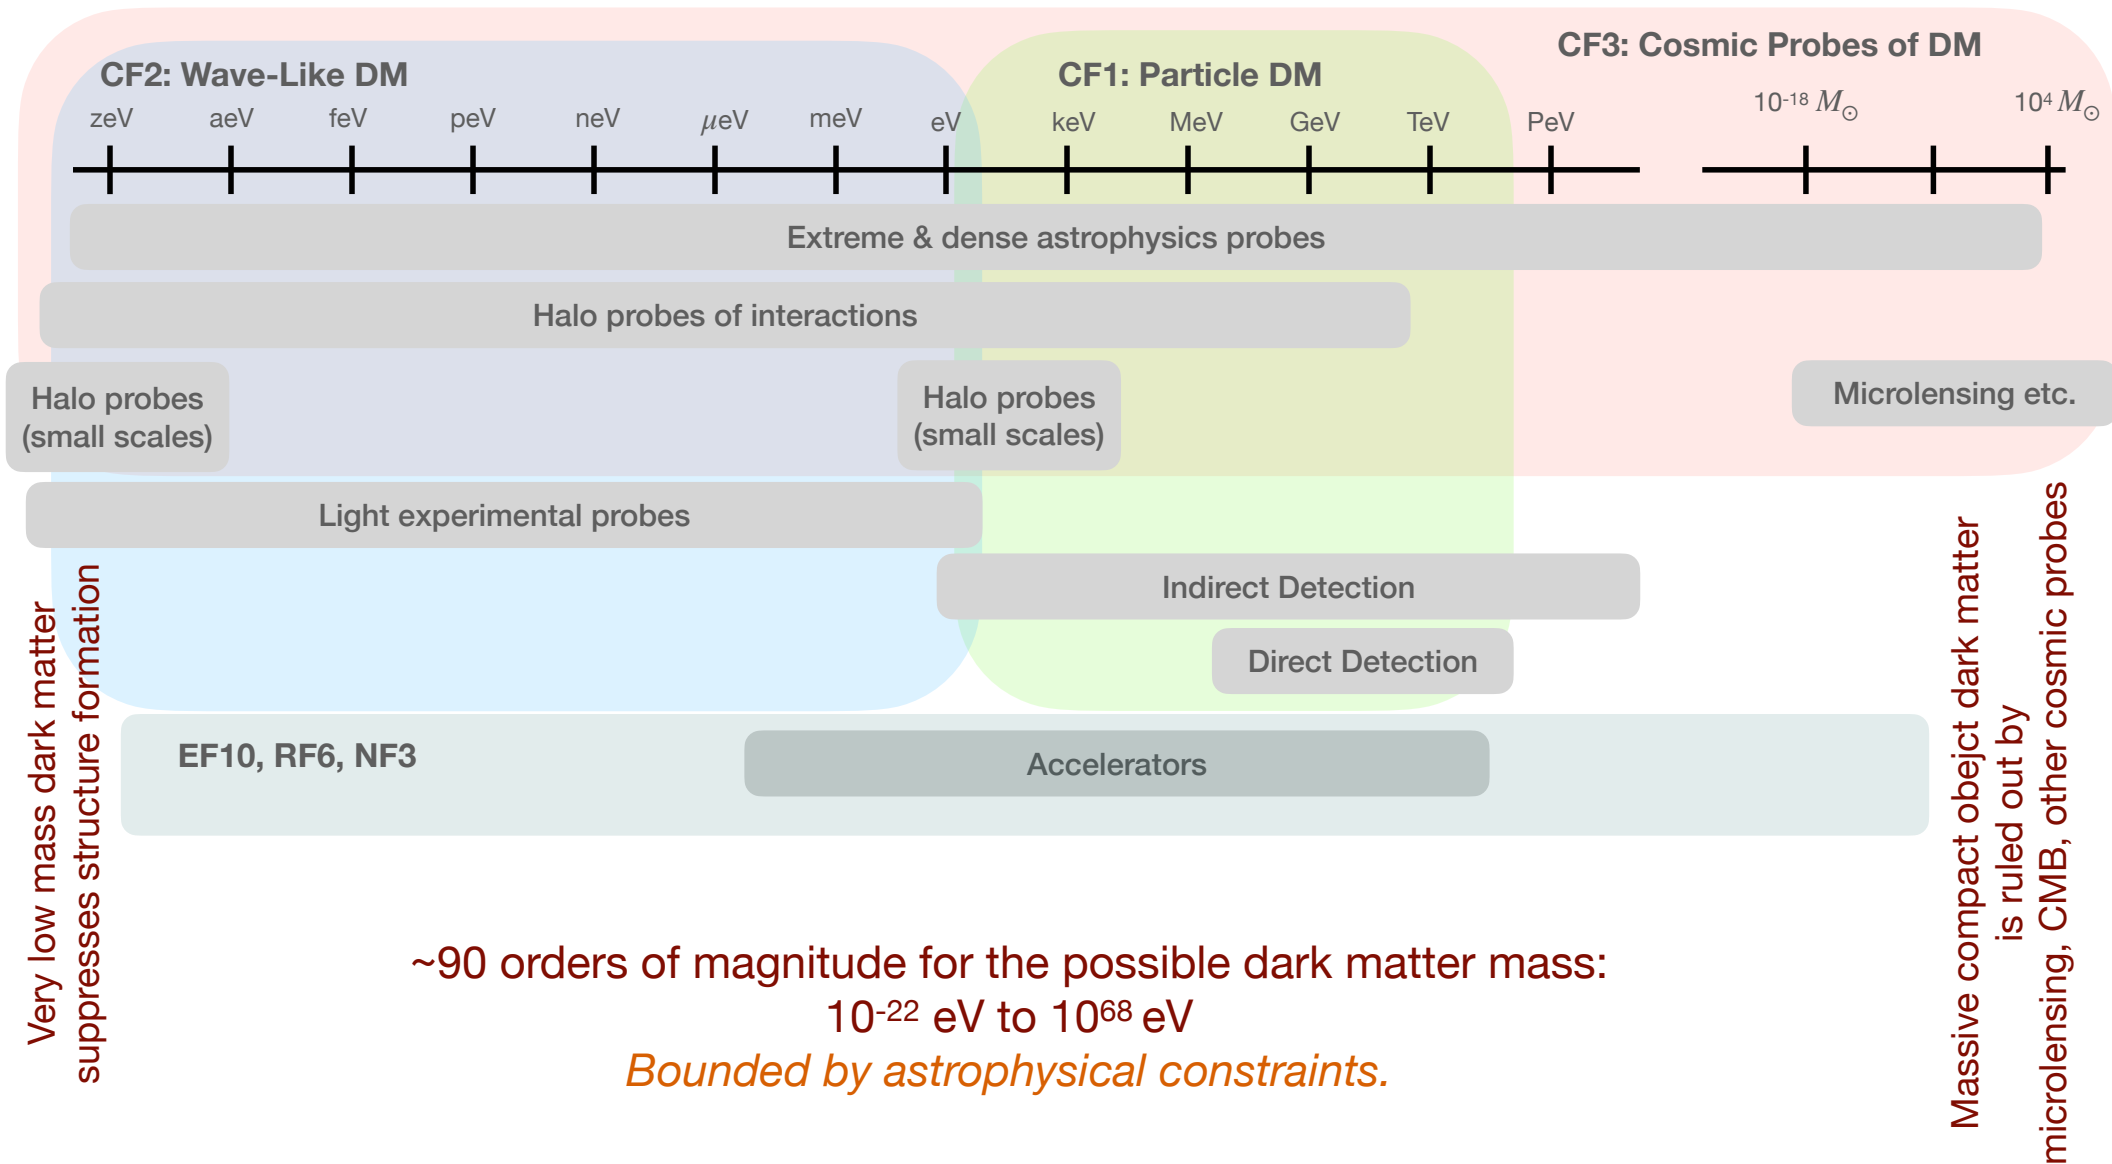 CF3: Cosmic Probes of DM
CF2: Wave-Like DM
CF1: Particle DM
zeV aeV feV peV neV μeV meV eV keV MeV GeV TeV PeV 10⁻¹⁸ M☉ 10⁴ M☉
Extreme & dense astrophysics probes
Halo probes of interactions
Halo probes
(small scales)
Halo probes
(small scales)
Microlensing etc.
Light experimental probes
Indirect Detection
Direct Detection
EF10, RF6, NF3
Accelerators
Very low mass dark matter
suppresses structure formation
Massive compact obejct dark matter
is ruled out by
microlensing, CMB, other cosmic probes
~90 orders of magnitude for the possible dark matter mass:
10⁻²² eV to 10⁶⁸ eV
Bounded by astrophysical constraints.